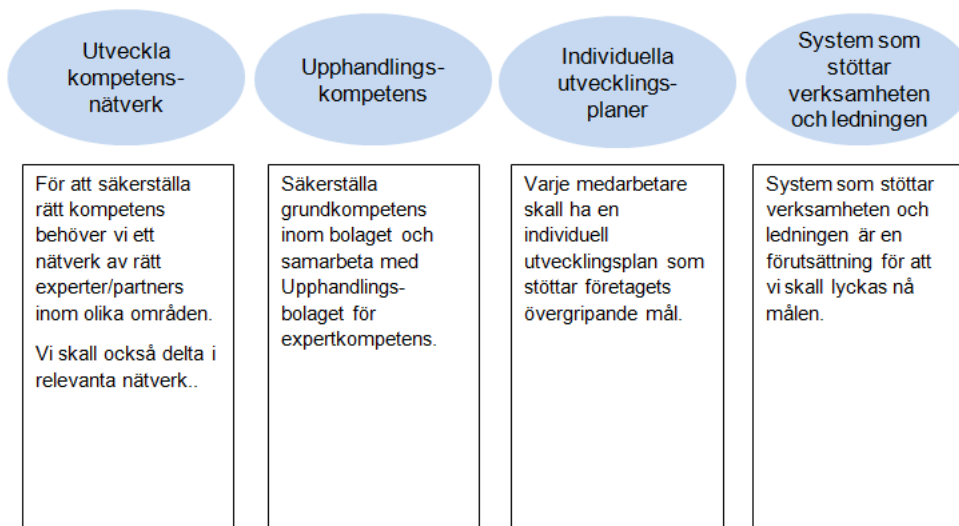 Utveckla
kompetens-
nätverk
För att säkerställa
rätt kompetens
behöver vi ett
nätverk av rätt
experter/partners
inom olika områden.
Vi skall också delta i
relevanta nätverk..
Upphandlings-
kompetens
Säkerställa
grundkompetens
inom bolaget och
samarbeta med
Upphandlings-
bolaget för
expertkompetens.
Individuella
utvecklings-
planer
Varje medarbetare
skall ha en
individuell
utvecklingsplan som
stöttar företagets
övergripande mål.
System som
stöttar
verksamheten
och ledningen
System som stöttar
verksamheten och
ledningen är en
förutsättning för att
vi skall lyckas nå
målen.